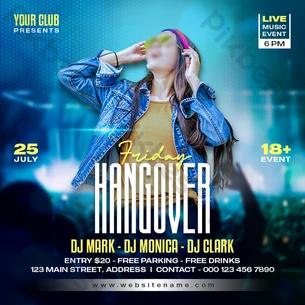 YOUR CLUB
PRESENTS
LIVE
MUSIC
EVENT
6 PM
25
JULY
18+
EVENT
Friday
HANGOVER
DJ MARK - DJ MONICA - DJ CLARK
ENTRY $20 - FREE PARKING - FREE DRINKS
123 MAIN STREET, ADDRESS I CONTACT - 000 123 456 7890
www.websitename.com